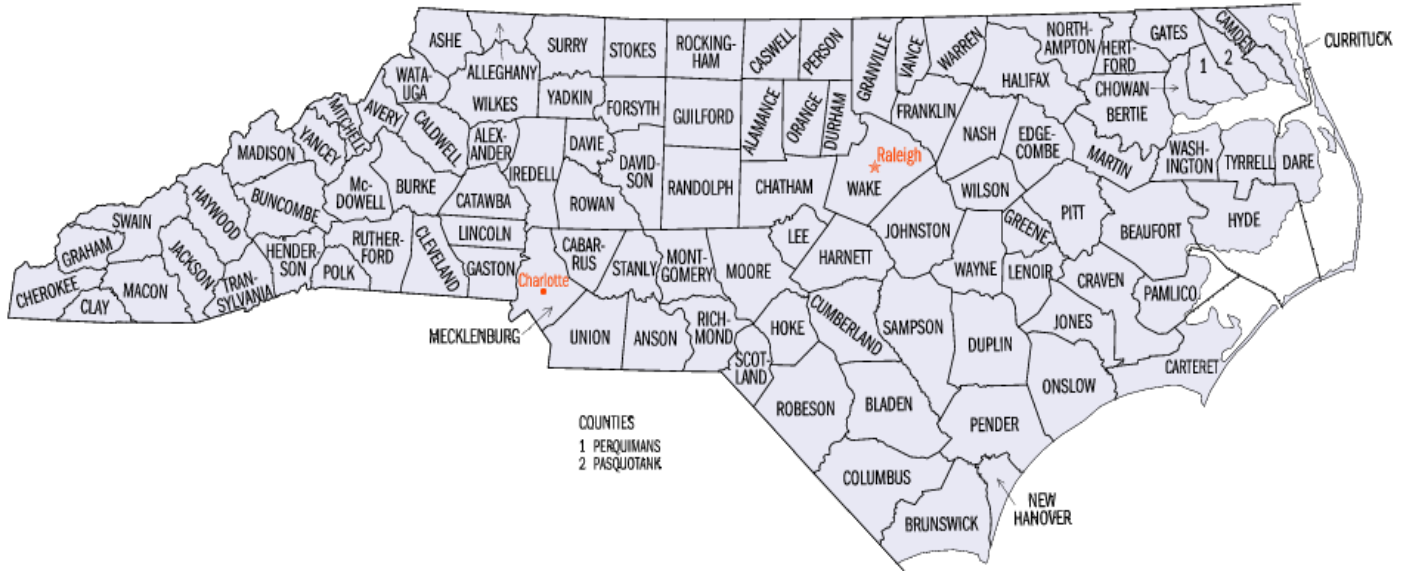 ASHE
ALLEGHANY
SURRY
STOKES
ROCKING-
HAM
CASWELL
PERSON
GRANVILLE
VANCE
WARREN
NORTH-
AMPTON
HERT-
FORD
GATES
CAMDEN
CURRITUCK
1
2
WATA-
UGA
WILKES
YADKIN
FORSYTH
GUILFORD
ALAMANCE
ORANGE
DURHAM
FRANKLIN
HALIFAX
CHOWAN
BERTIE
MITCHELL
AVERY
CALDWELL
ALEX-
ANDER
DAVIE
NASH
EDGE-
COMBE
MARTIN
WASH-
INGTON
TYRRELL
DARE
MADISON
YANCEY
IREDELL
DAVID-
SON
RANDOLPH
CHATHAM
Raleigh
WAKE
WILSON
HAYWOOD
BUNCOMBE
Mc-
DOWELL
BURKE
CATAWBA
ROWAN
PITT
HYDE
SWAIN
LINCOLN
LEE
JOHNSTON
GREENE
BEAUFORT
GRAHAM
JACKSON
HENDER-
SON
RUTHER-
FORD
CLEVELAND
CABAR-
RUS
STANLY
MONT-
GOMERY
MOORE
HARNETT
WAYNE
LENOIR
CRAVEN
PAMLICO
CHEROKEE
CLAY
MACON
TRAN-
SYLVANIA
POLK
GASTON
Charlotte
MECKLENBURG
UNION
ANSON
RICH-
MOND
SCOT-
LAND
HOKE
CUMBERLAND
SAMPSON
DUPLIN
JONES
CARTERET
ONSLOW
ROBESON
BLADEN
PENDER
COUNTIES
1 PERQUIMANS
2 PASQUOTANK
COLUMBUS
NEW
HANOVER
BRUNSWICK